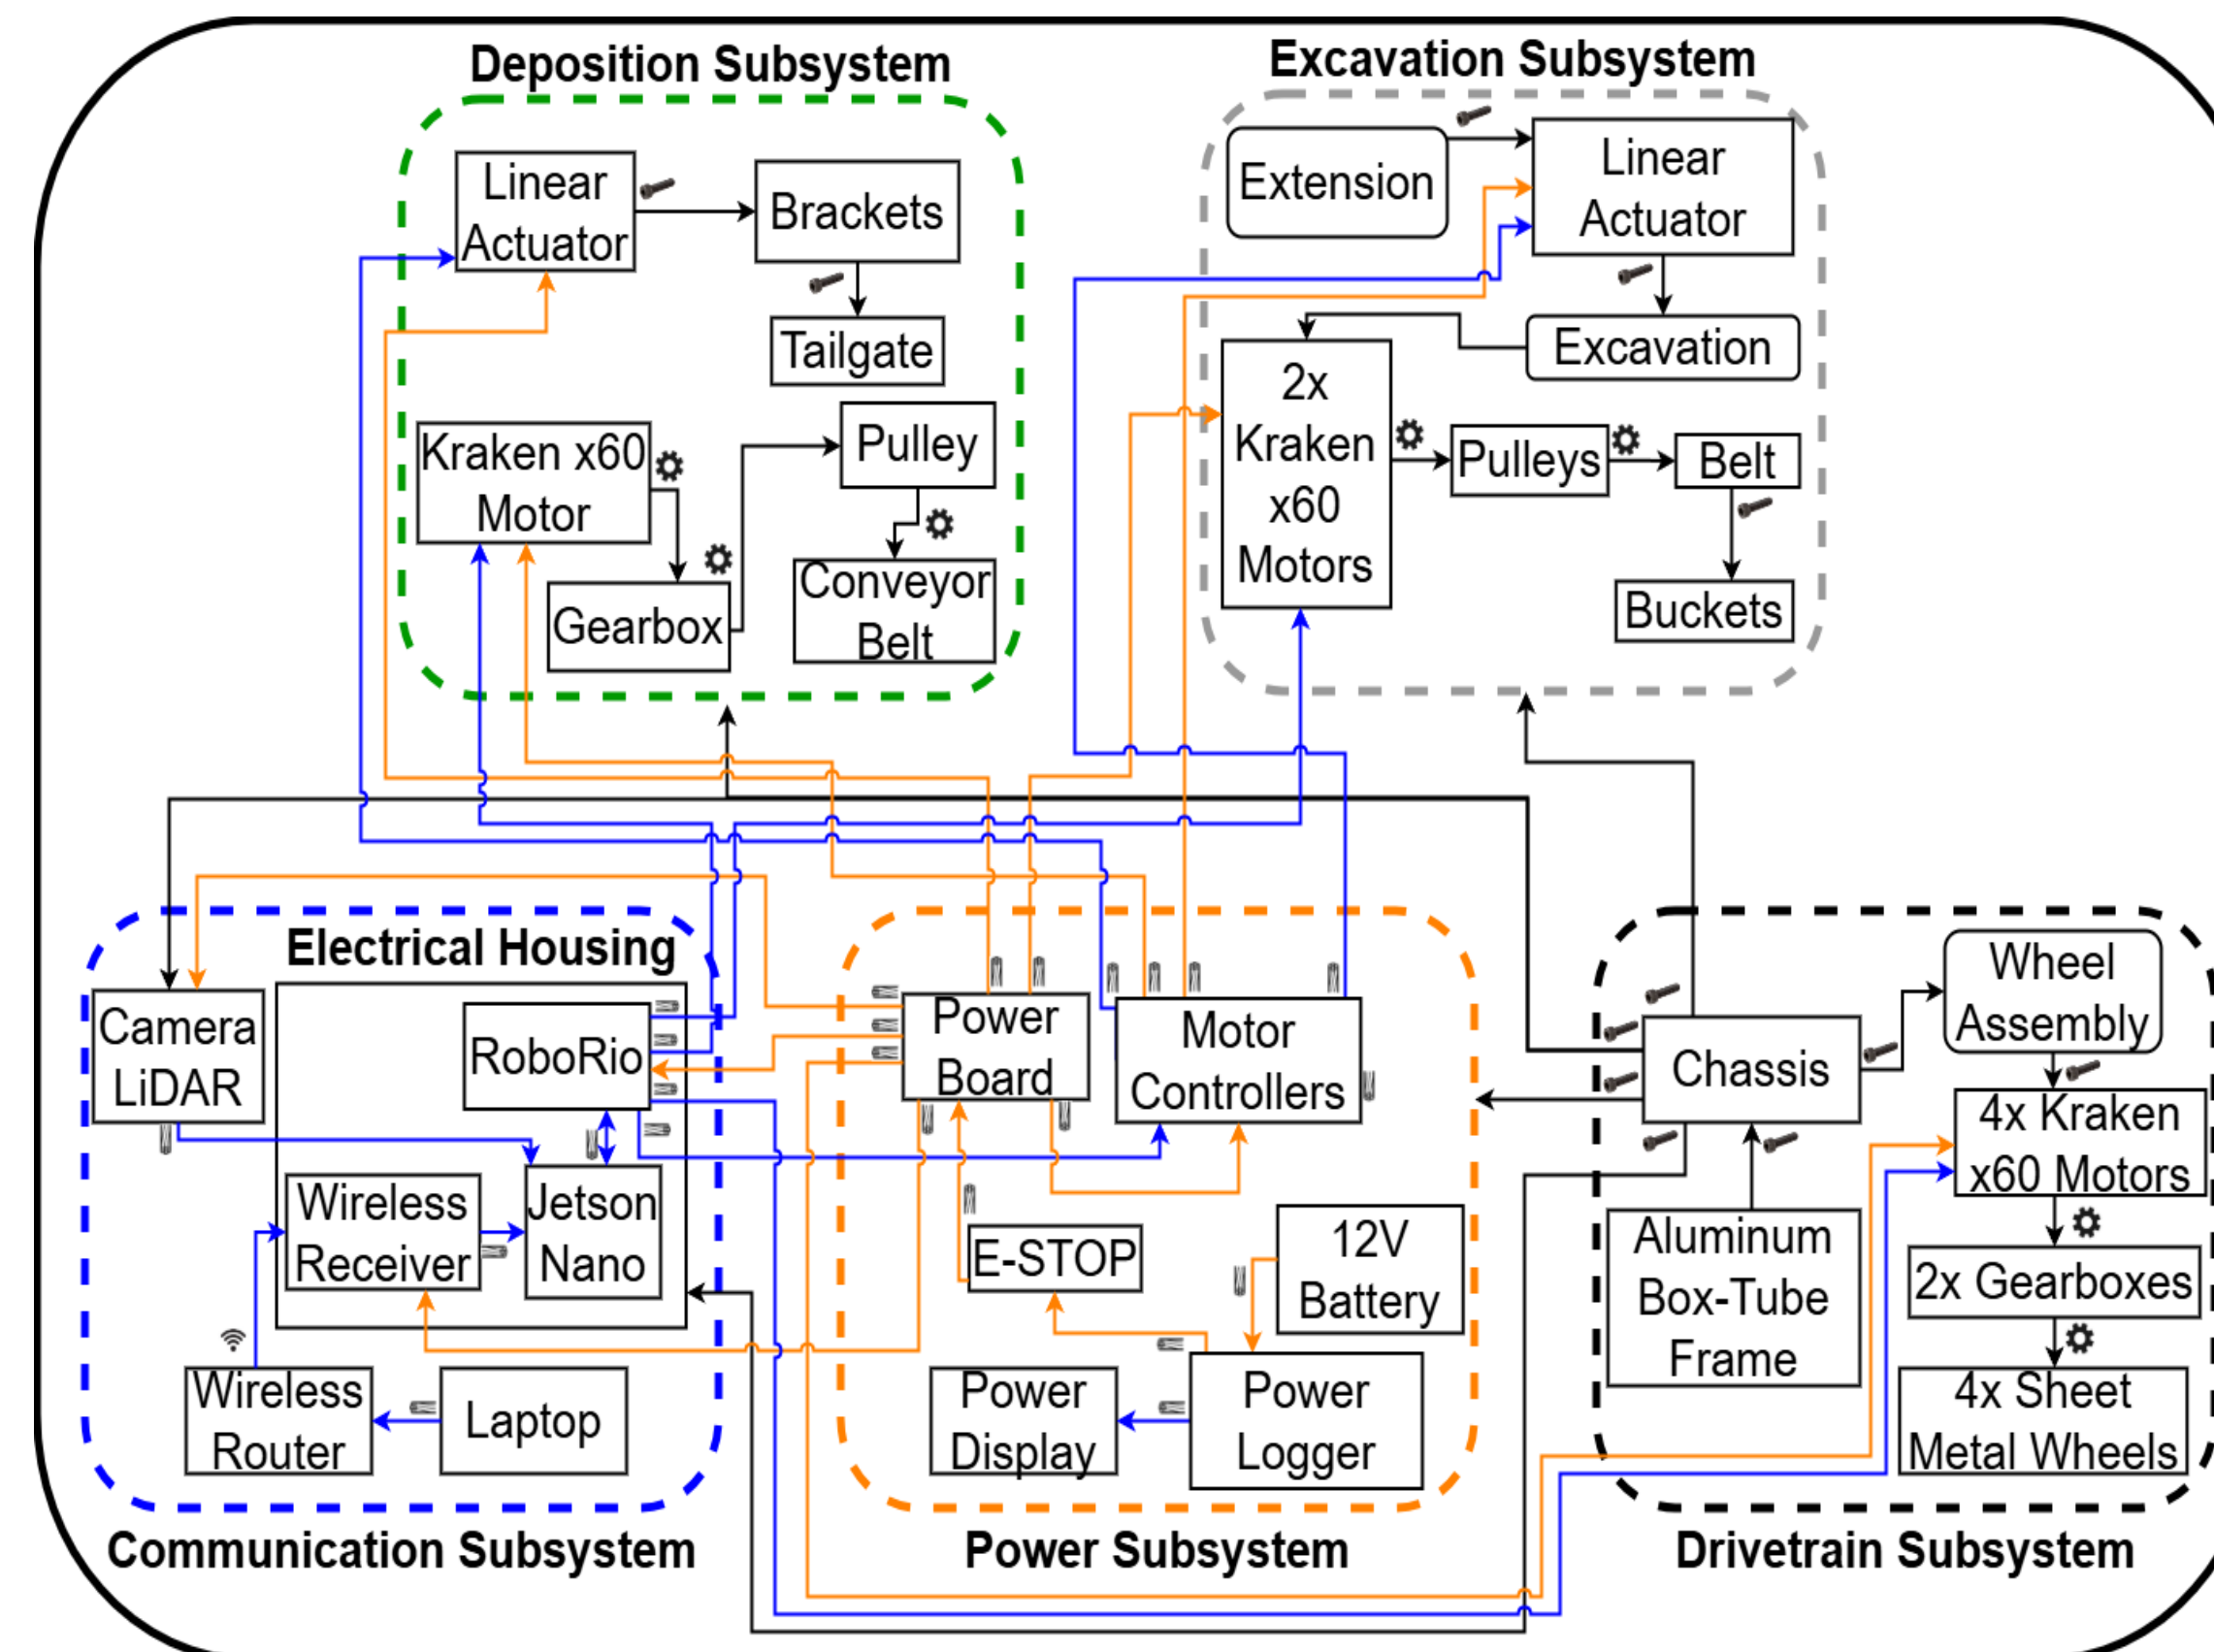 Deposition Subsystem
Linear
Actuator
Brackets
Tailgate
Kraken x60
Motor
Pulley
Gearbox
Conveyor
Belt
Excavation Subsystem
Extension
Linear
Actuator
Excavation
2x
Kraken
x60
Motors
Pulleys
Belt
Buckets
Electrical Housing
Camera
LiDAR
RoboRio
Wireless
Receiver
Jetson
Nano
Wireless
Router
Laptop
Communication Subsystem
Power
Board
Motor
Controllers
E-STOP
12V
Battery
Power
Display
Power
Logger
Power Subsystem
Wheel
Assembly
Chassis
4x Kraken
x60 Motors
Aluminum
Box-Tube
Frame
2x Gearboxes
4x Sheet
Metal Wheels
Drivetrain Subsystem